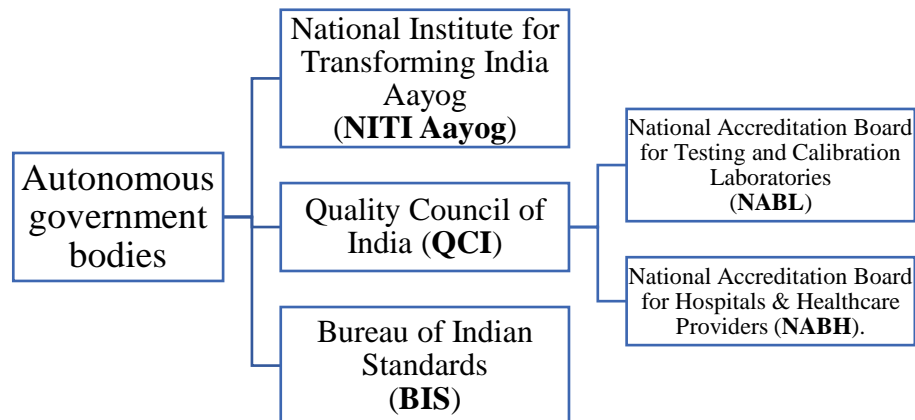 Autonomous
government
bodies
National Institute for
Transforming India
Aayog
(NITI Aayog)
Quality Council of
India (QCI)
Bureau of Indian
Standards
(BIS)
National Accreditation Board
for Testing and Calibration
Laboratories
(NABL)
National Accreditation Board
for Hospitals & Healthcare
Providers (NABH).